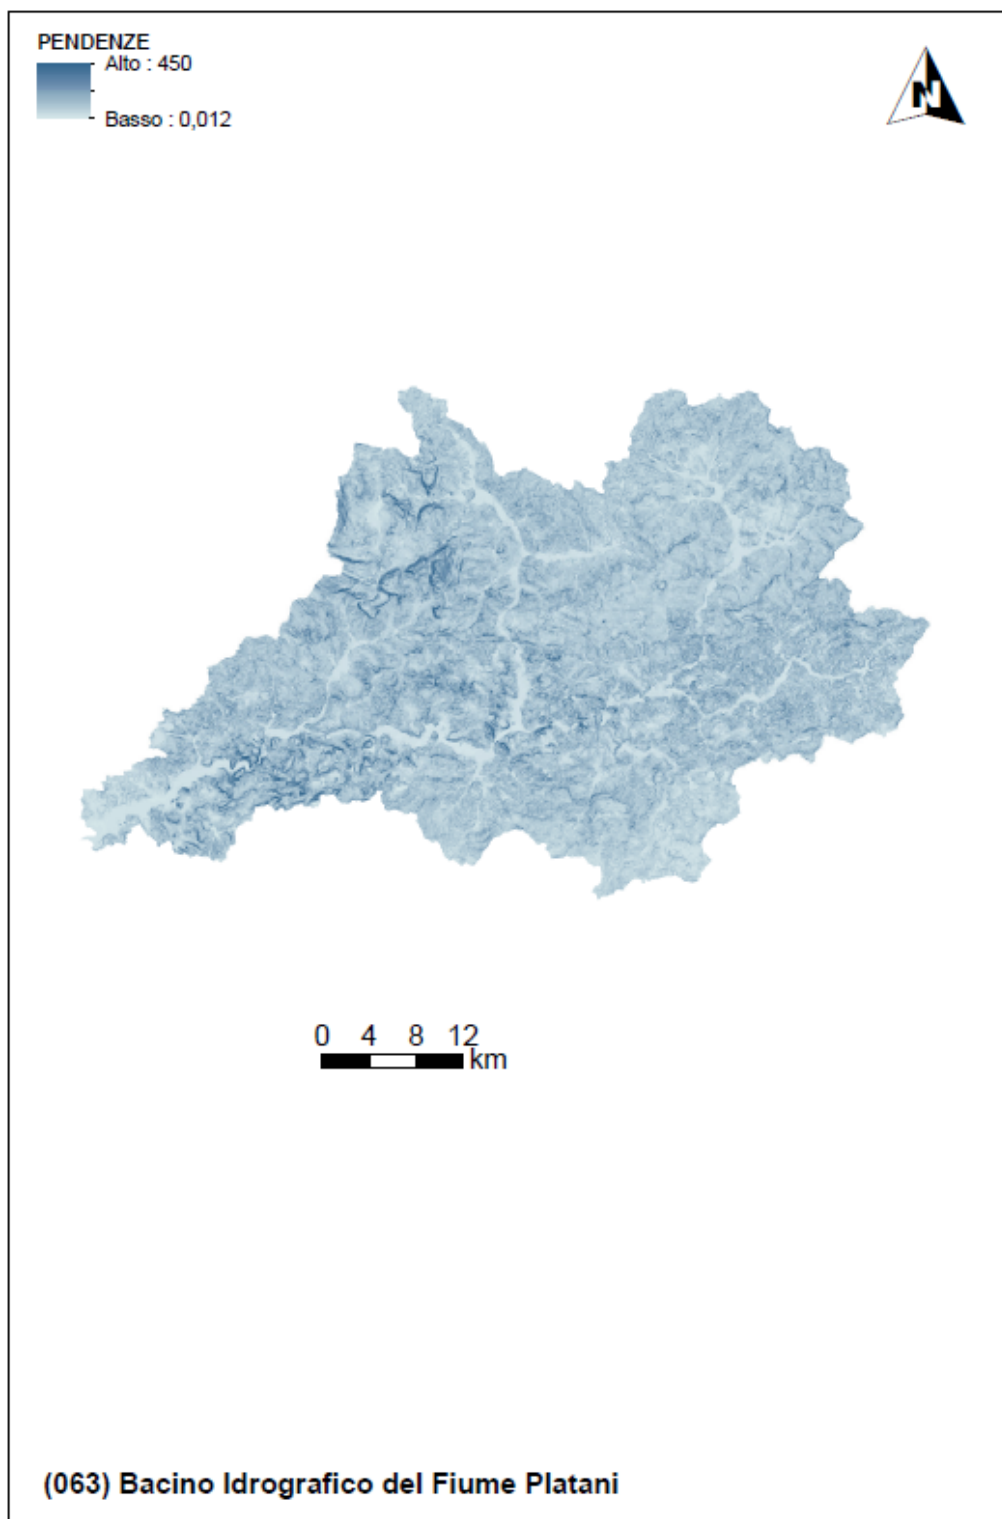 PENDENZE
Alto : 450
Basso : 0,012
N
0 4 8 12
km
(063) Bacino Idrografico del Fiume Platani